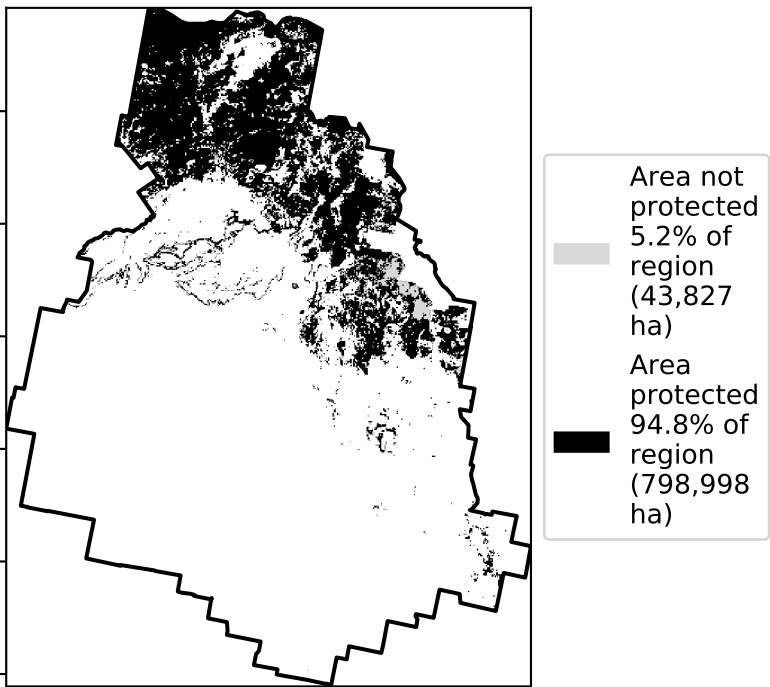 Area not
protected
5.2% of
region
(43,827
ha)
Area
protected
94.8% of
region
(798,998
ha)